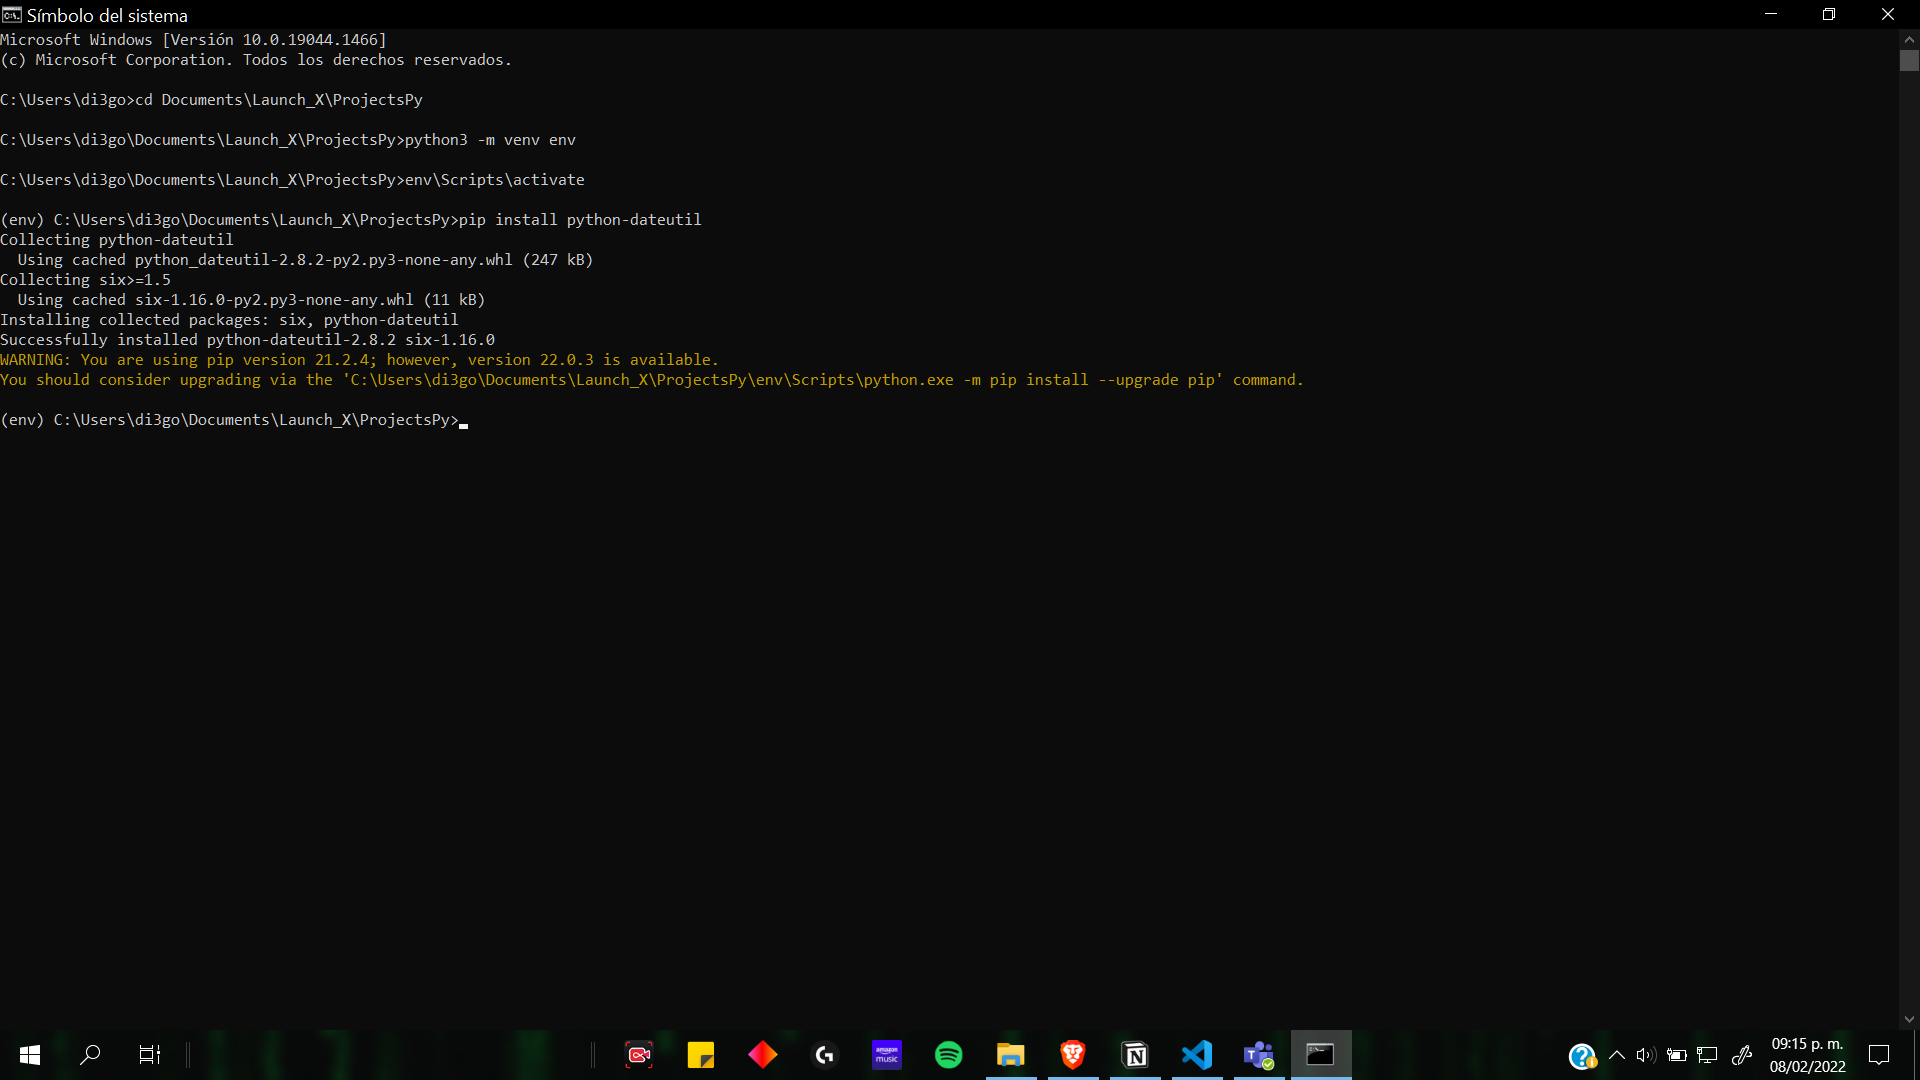 Símbolo del sistema
Microsoft Windows [Versión 10.0.19044.1466]
(c) Microsoft Corporation. Todos los derechos reservados.
C:\Users\di3go>cd Documents\Launch_X\ProjectsPy
C:\Users\di3go\Documents\Launch_X\ProjectsPy>python3 -m venv env
C:\Users\di3go\Documents\Launch_X\ProjectsPy>env\Scripts\activate
(env) C:\Users\di3go\Documents\Launch_X\ProjectsPy>pip install python-dateutil
Collecting python-dateutil
  Using cached python_dateutil-2.8.2-py2.py3-none-any.whl (247 kB)
Collecting six>=1.5
  Using cached six-1.16.0-py2.py3-none-any.whl (11 kB)
Installing collected packages: six, python-dateutil
Successfully installed python-dateutil-2.8.2 six-1.16.0
WARNING: You are using pip version 21.2.4; however, version 22.0.3 is available.
You should consider upgrading via the 'C:\Users\di3go\Documents\Launch_X\ProjectsPy\env\Scripts\python.exe -m pip install --upgrade pip' command.
(env) C:\Users\di3go\Documents\Launch_X\ProjectsPy>
amazon
music
09:15 p. m.
08/02/2022